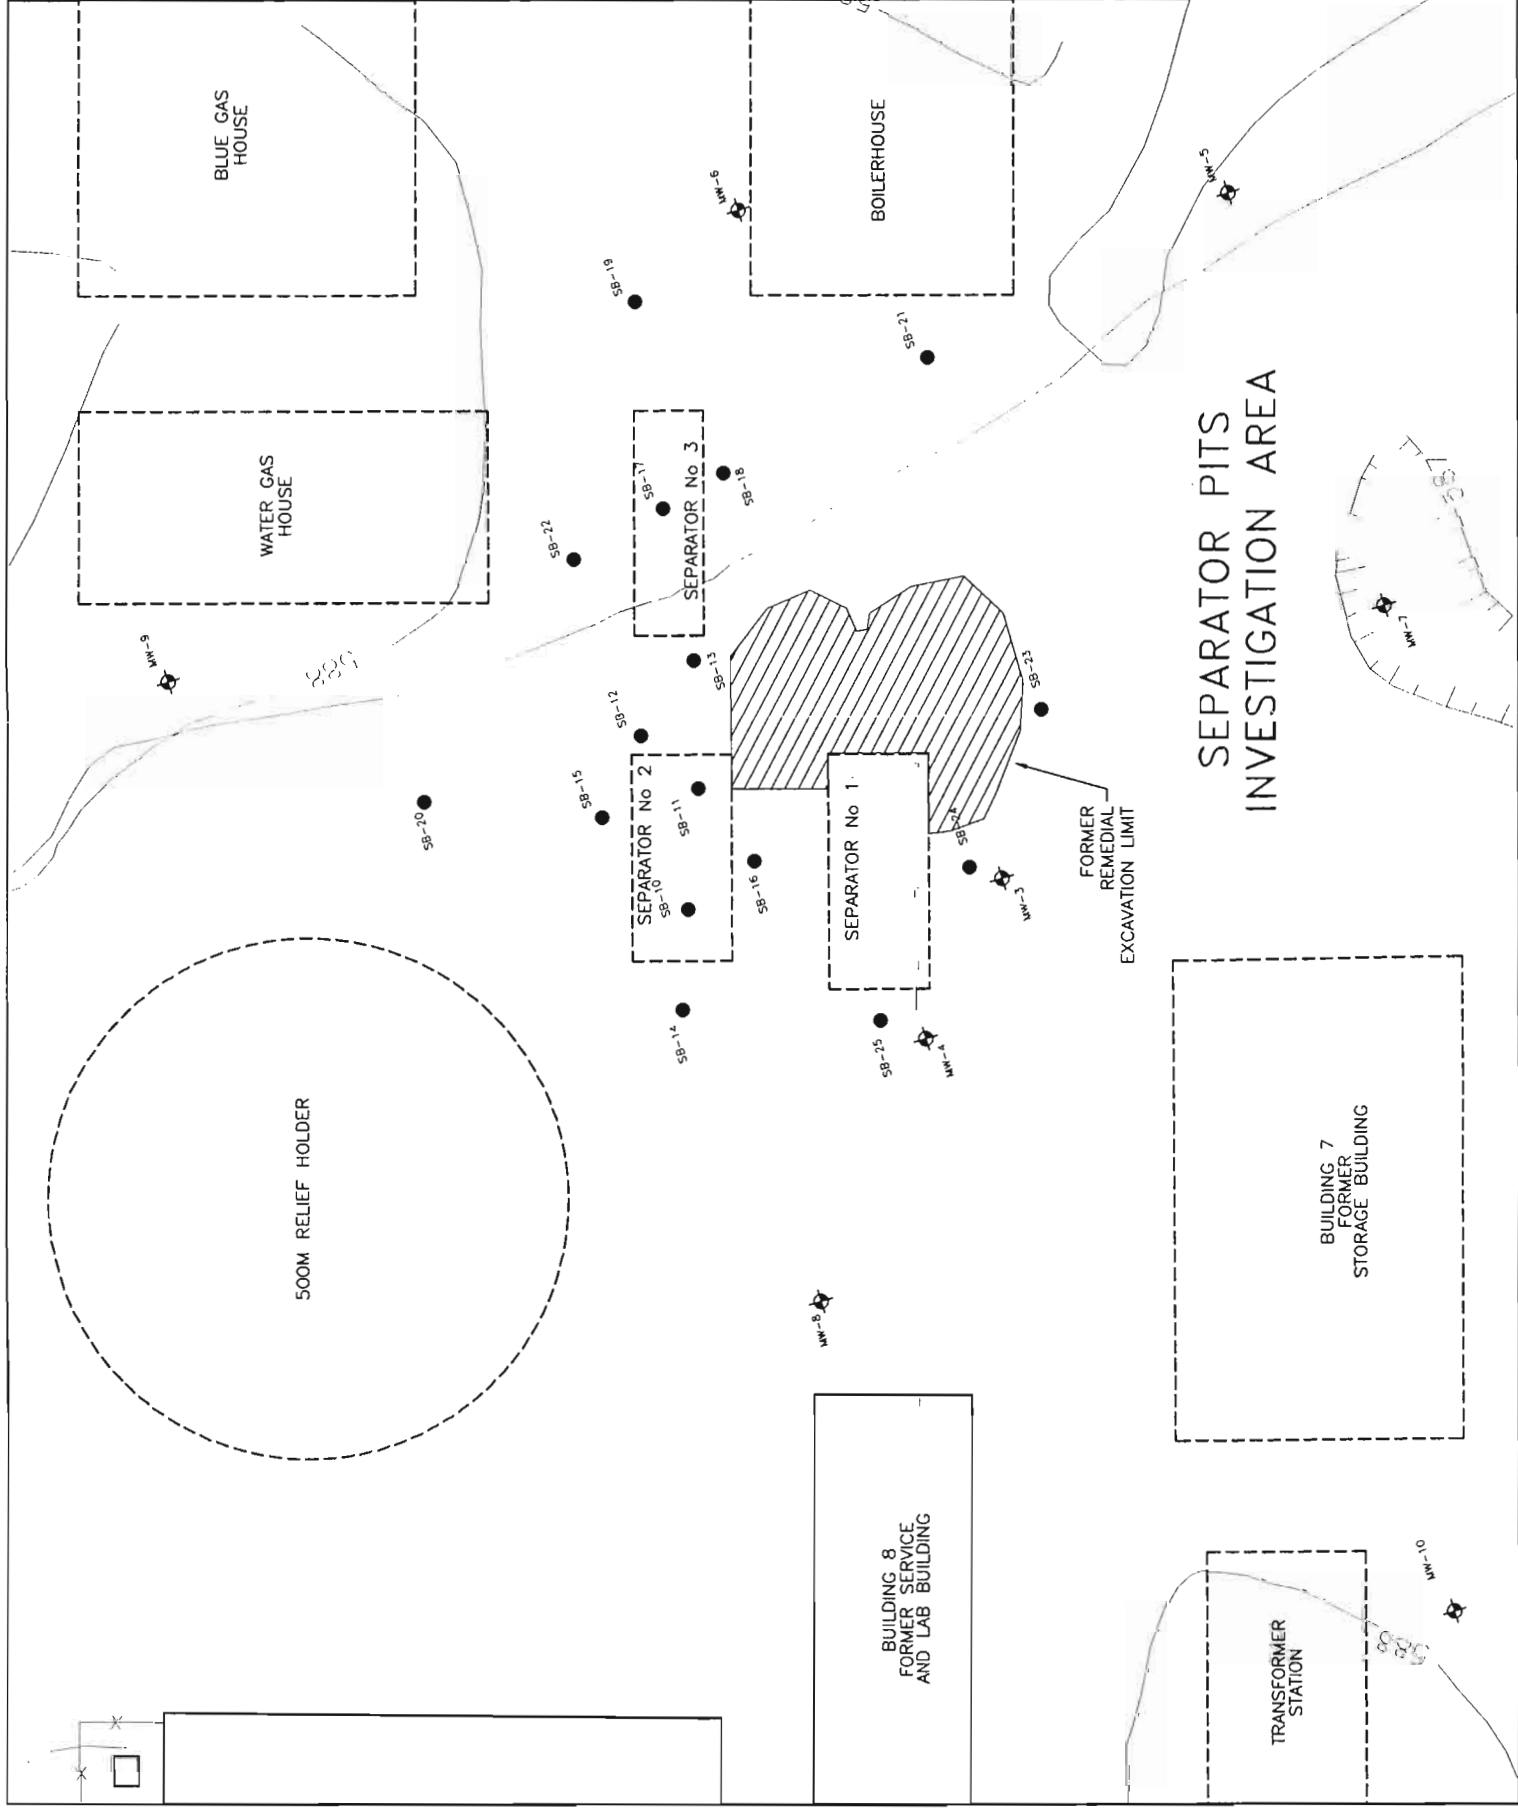 BLUE GAS
HOUSE
WATER GAS
HOUSE
BOILERHOUSE
MW-6
MW-5
SB-19
SB-21
SB-17
SEPARATOR No 3
SB-18
SB-22
MW-9
588
SB-13
SB-12
SB-15
SB-20
SEPARATOR No 2
SB-11
SB-10
SB-16
SB-14
SEPARATOR No 1
SB-23
SB-24
MW-3
SB-25
MW-4
FORMER
REMEDIAL
EXCAVATION LIMIT
SEPARATOR PITS
INVESTIGATION AREA
587
MW-7
500M RELIEF HOLDER
MW-8
BUILDING 7
FORMER
STORAGE BUILDING
BUILDING 8
FORMER SERVICE
AND LAB BUILDING
TRANSFORMER
STATION
588
MW-10